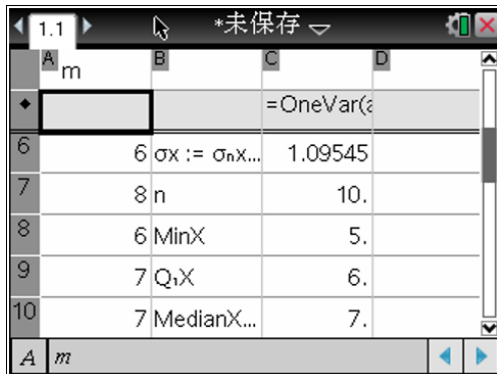 1.1 *未保存
A m B C D
◆ =OneVar(a
6 6 σx := σₙx... 1.09545
7 8 n 10.
8 6 MinX 5.
9 7 Q₁X 6.
10 7 MedianX... 7.
A m